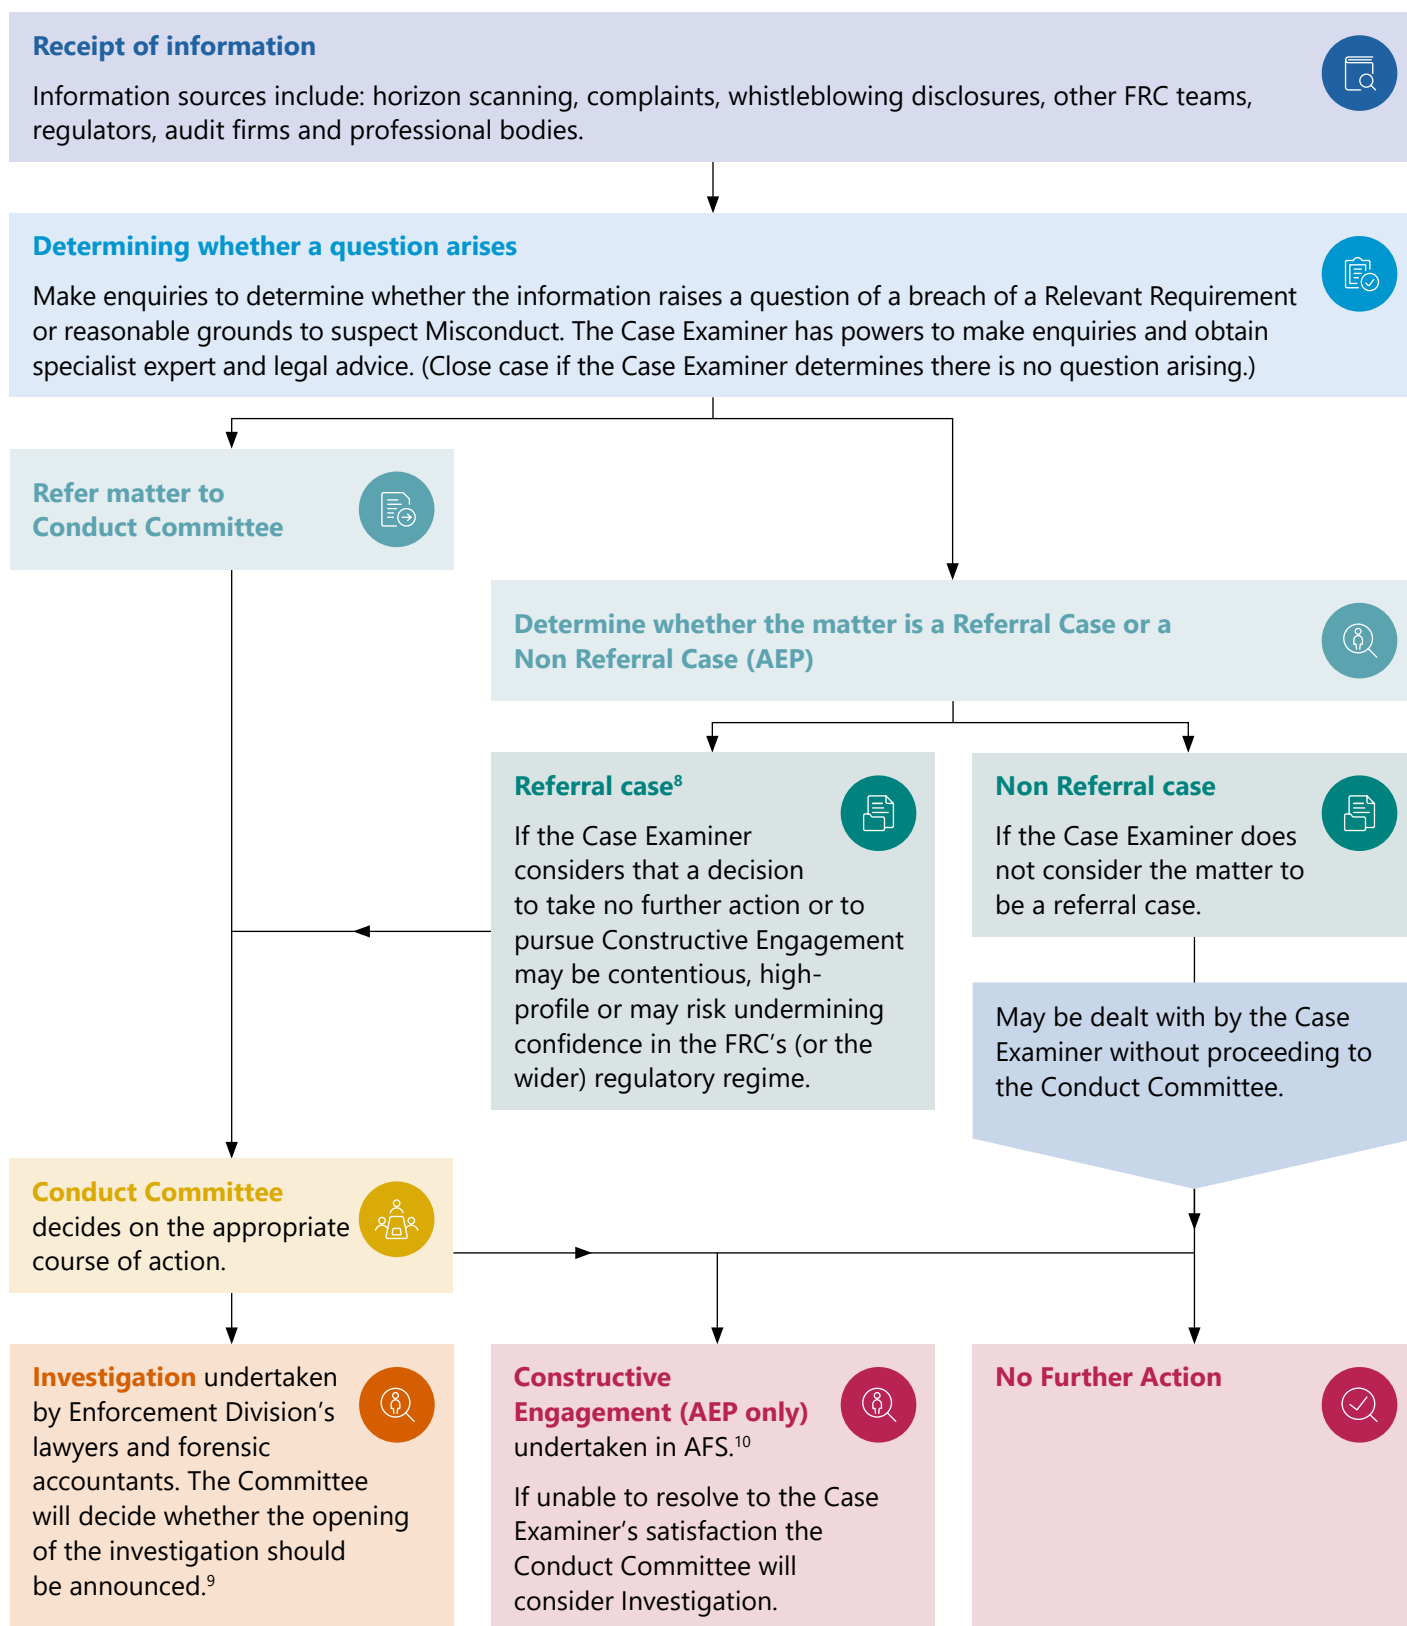 Receipt of information
Information sources include: horizon scanning, complaints, whistleblowing disclosures, other FRC teams,
regulators, audit firms and professional bodies.
Determining whether a question arises
Make enquiries to determine whether the information raises a question of a breach of a Relevant Requirement
or reasonable grounds to suspect Misconduct. The Case Examiner has powers to make enquiries and obtain
specialist expert and legal advice. (Close case if the Case Examiner determines there is no question arising.)
Refer matter to
Conduct Committee
Determine whether the matter is a Referral Case or a
Non Referral Case (AEP)
Referral case⁸
If the Case Examiner
considers that a decision
to take no further action or to
pursue Constructive Engagement
may be contentious, high-
profile or may risk undermining
confidence in the FRC’s (or the
wider) regulatory regime.
Non Referral case
If the Case Examiner does
not consider the matter to
be a referral case.
May be dealt with by the Case
Examiner without proceeding to
the Conduct Committee.
Conduct Committee
decides on the appropriate
course of action.
Investigation undertaken
by Enforcement Division’s
lawyers and forensic
accountants. The Committee
will decide whether the opening
of the investigation should
be announced.⁹
Constructive
Engagement (AEP only)
undertaken in AFS.¹⁰
If unable to resolve to the Case
Examiner’s satisfaction the
Conduct Committee will
consider Investigation.
No Further Action